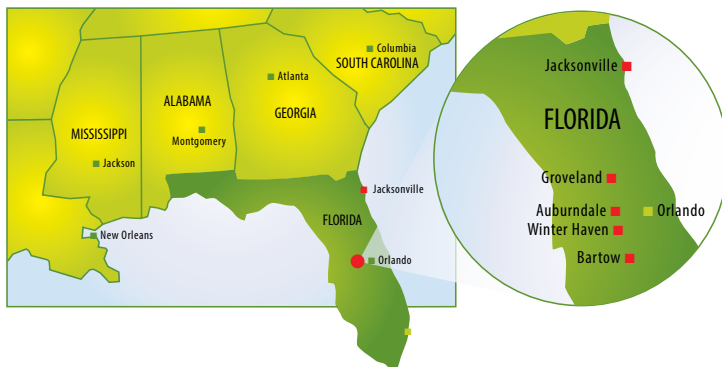 Columbia
SOUTH CAROLINA
Atlanta
ALABAMA
GEORGIA
MISSISSIPPI
Montgomery
Jackson
Jacksonville
FLORIDA
New Orleans
Orlando
Jacksonville
FLORIDA
Groveland
Auburndale
Orlando
Winter Haven
Bartow